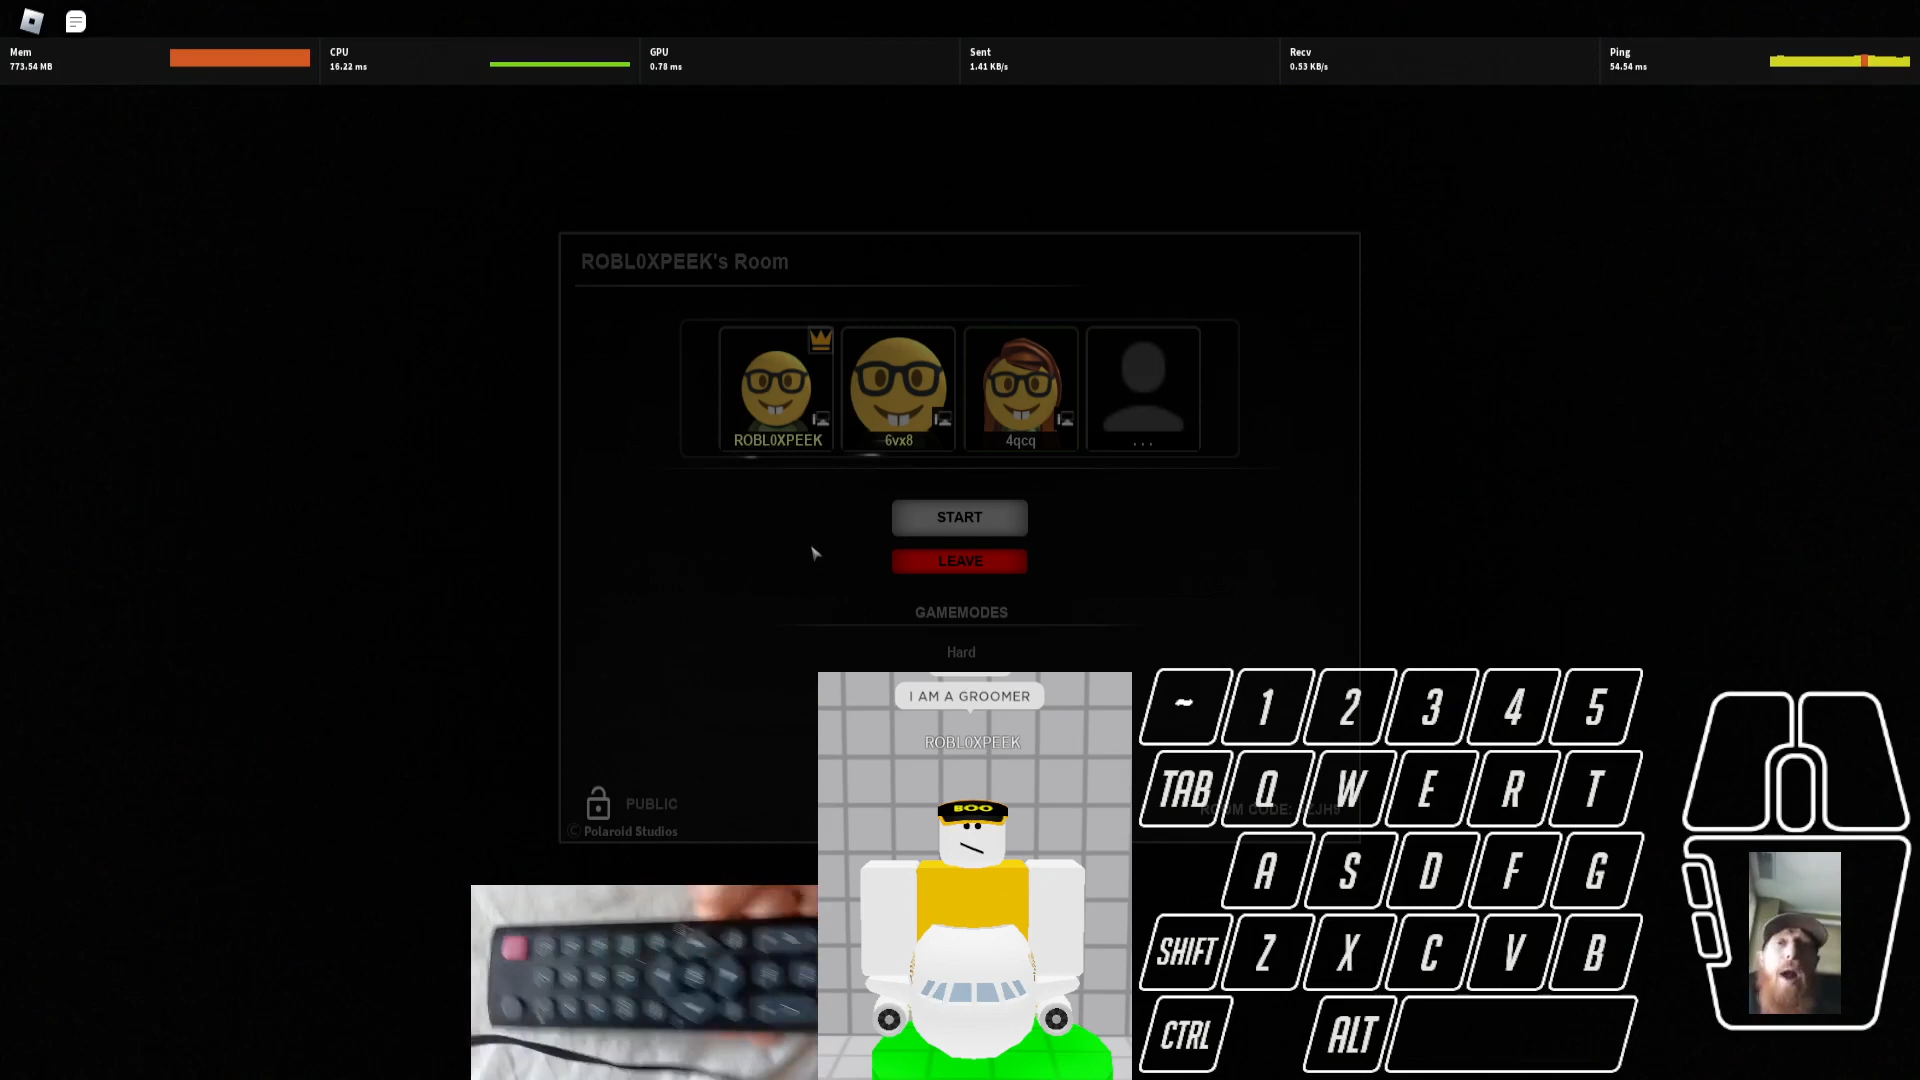 Mem
773.54 MB
CPU
16.22 ms
GPU
0.78 ms
Sent
1.41 KB/s
Recv
0.53 KB/s
Ping
54.54 ms
ROBL0XPEEK's Room
ROBL0XPEEK
6vx8
4qcq
...
START
LEAVE
GAMEMODES
Hard
I AM A GROOMER
ROBL0XPEEK
BOO
PUBLIC
© Polaroid Studios
ROOM CODE:
~ 1 2 3 4 5
TAB Q W E R T
A S D F G
SHIFT Z X C V B
CTRL ALT